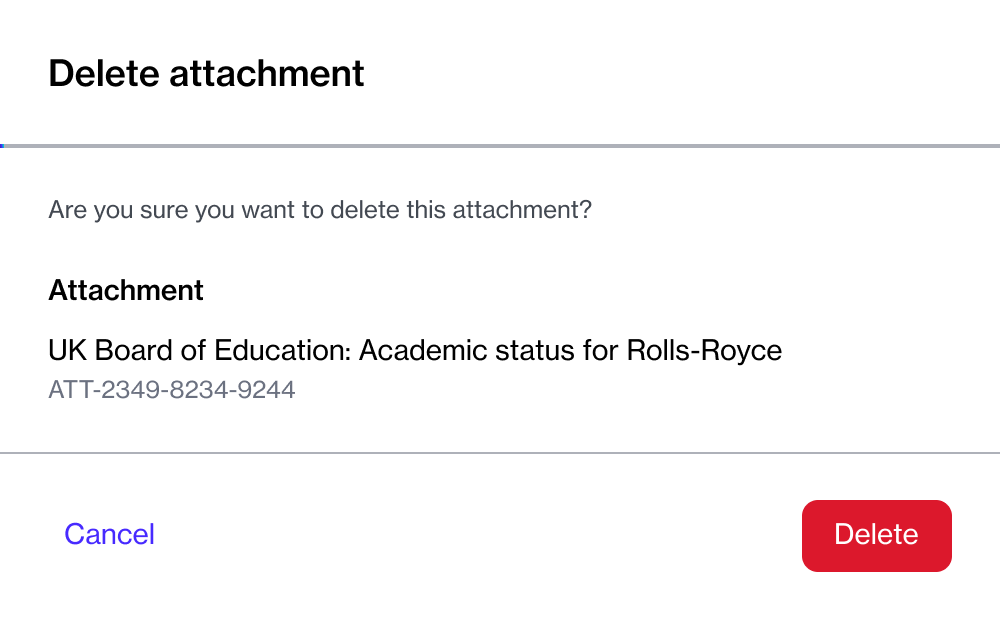 Delete attachment
Are you sure you want to delete this attachment?
Attachment
UK Board of Education: Academic status for Rolls-Royce
ATT-2349-8234-9244
Cancel
Delete